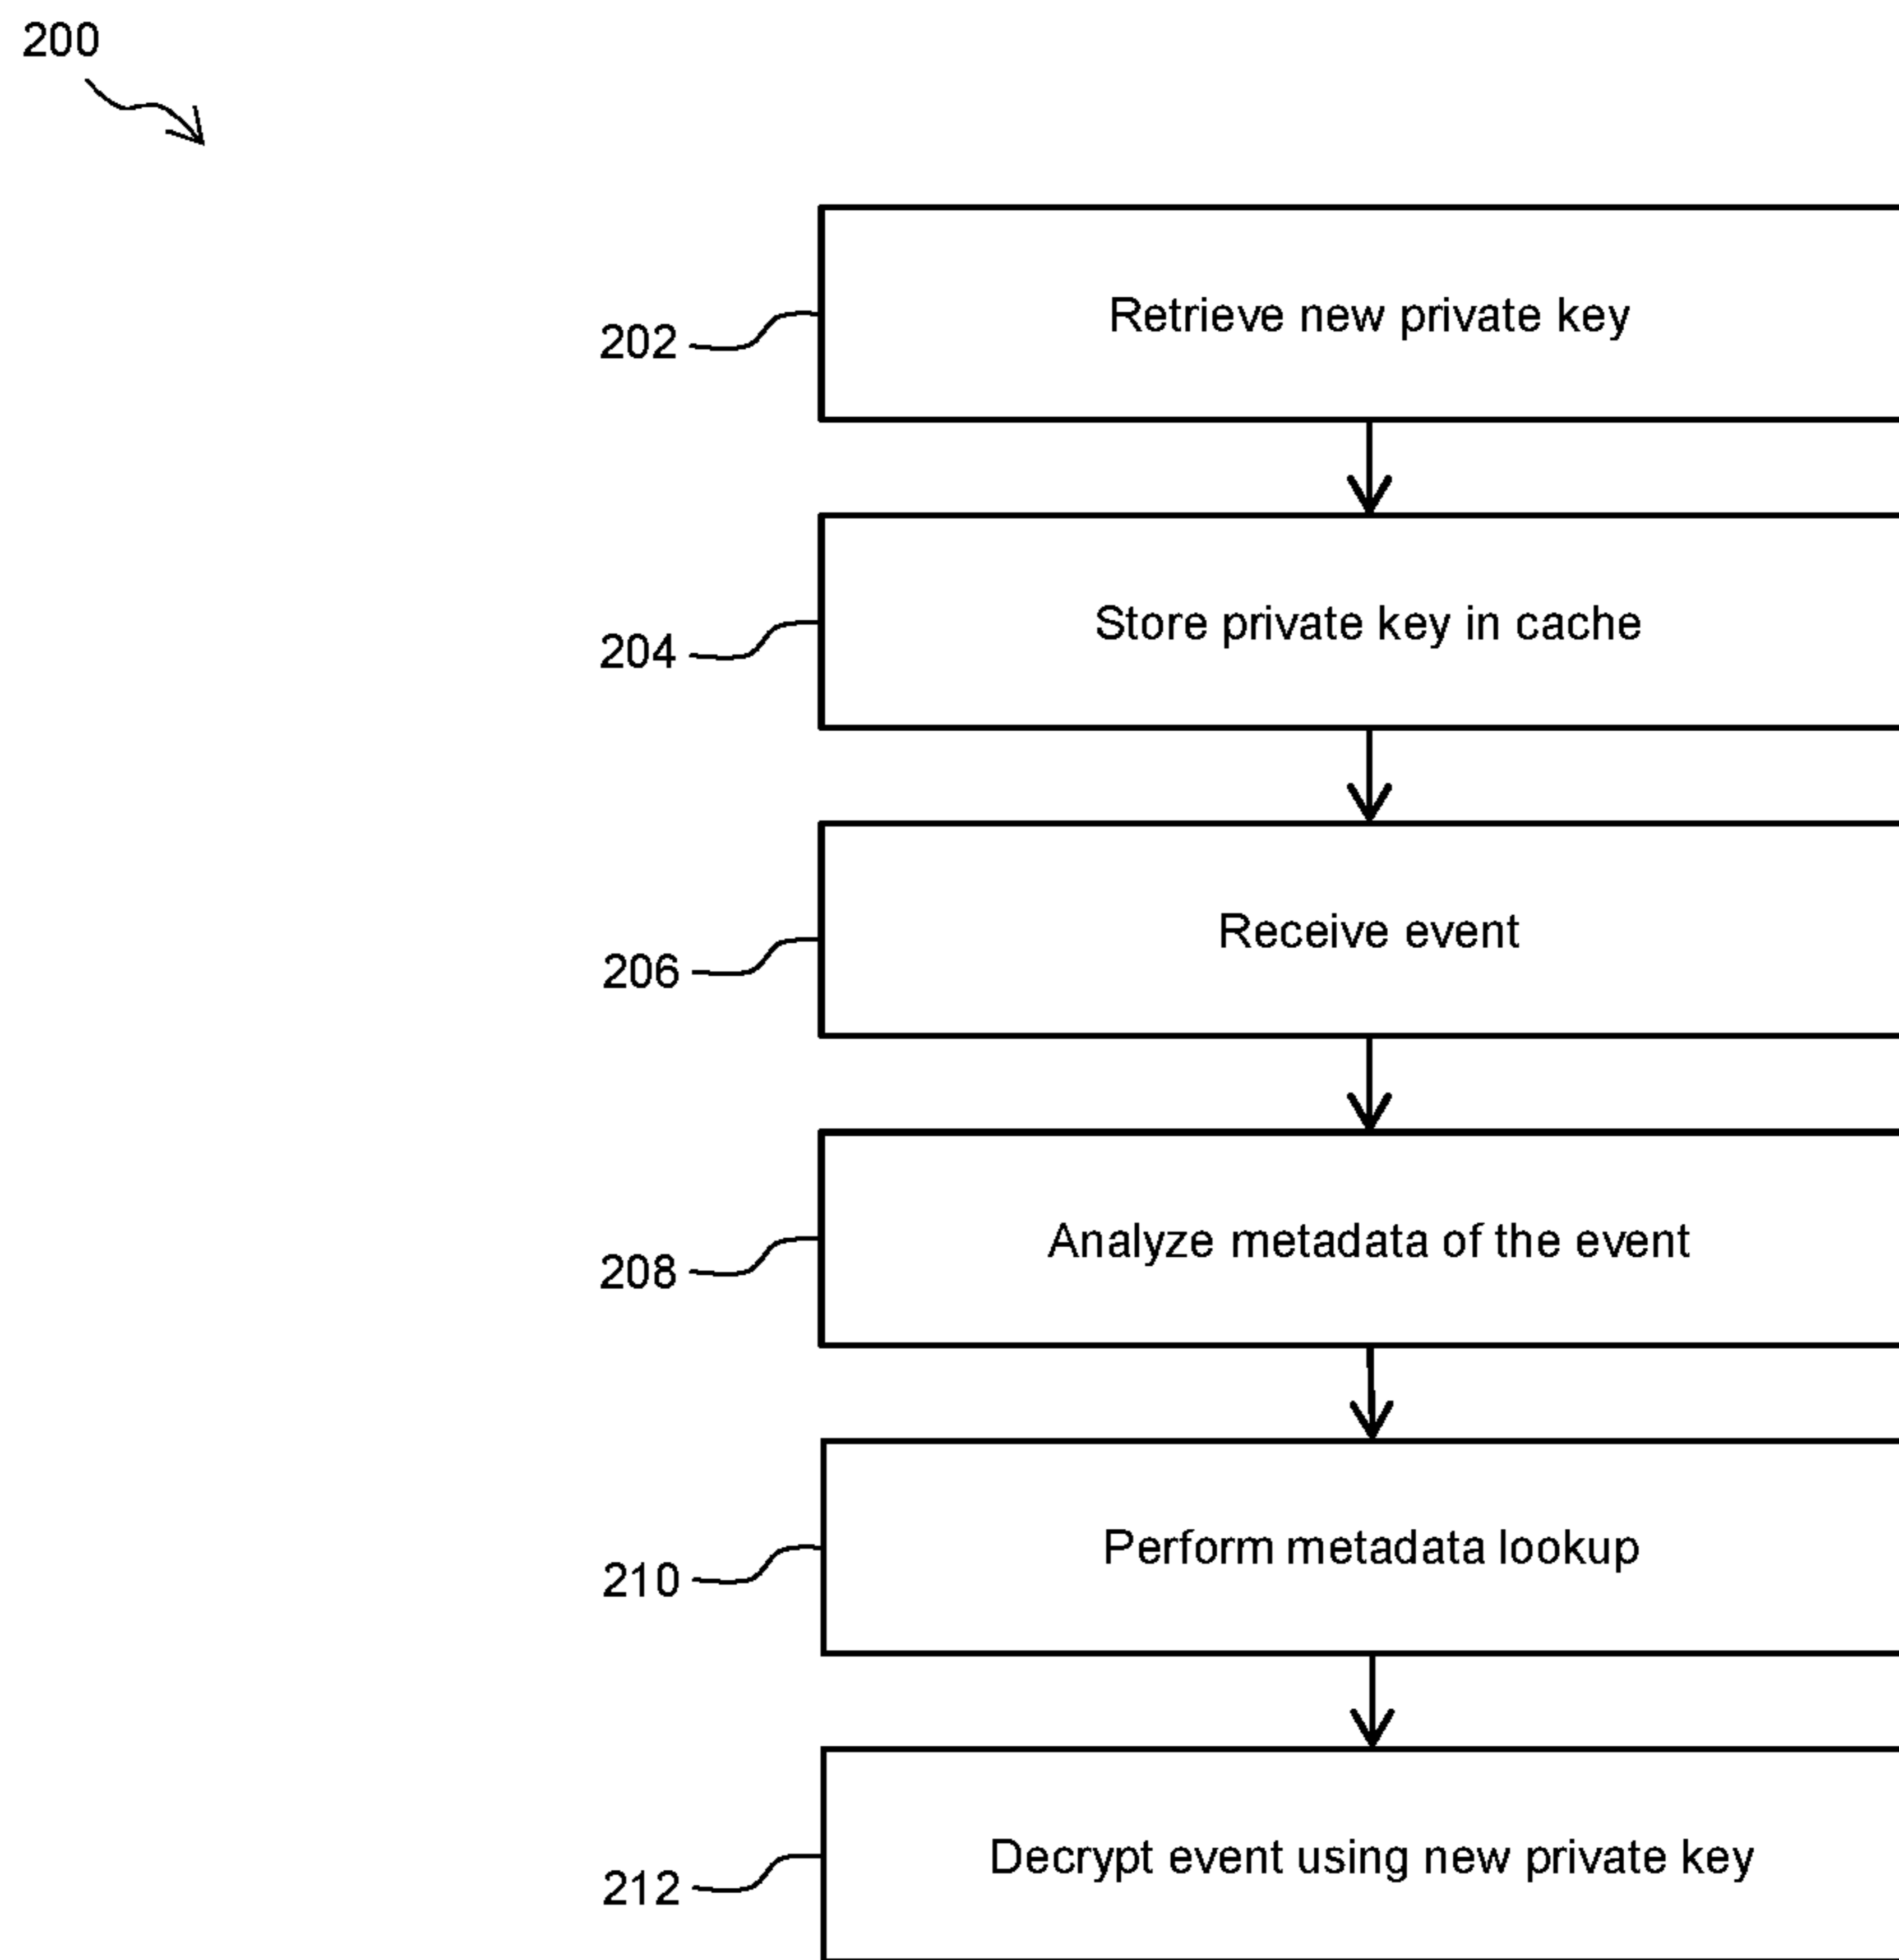 200
202
Retrieve new private key
204
Store private key in cache
206
Receive event
208
Analyze metadata of the event
210
Perform metadata lookup
212
Decrypt event using new private key